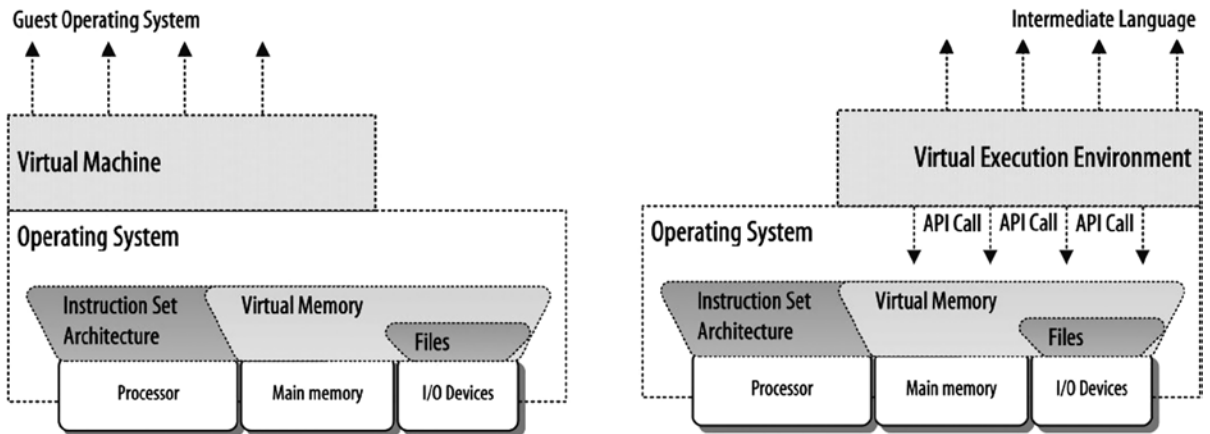 Guest Operating System
Virtual Machine
Operating System
Instruction Set
Architecture
Virtual Memory
Files
Processor
Main memory
I/O Devices
Intermediate Language
Virtual Execution Environment
API Call
API Call
API Call
Operating System
Instruction Set
Architecture
Virtual Memory
Files
Processor
Main memory
I/O Devices